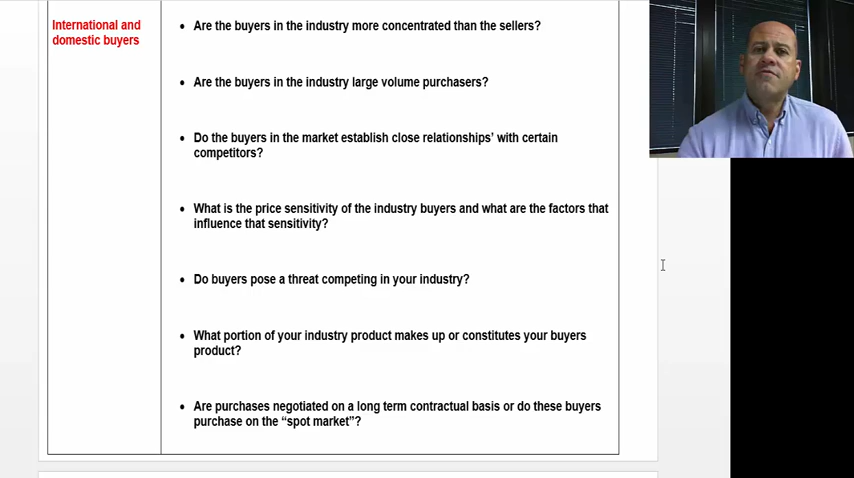 International and
domestic buyers
• Are the buyers in the industry more concentrated than the sellers?
• Are the buyers in the industry large volume purchasers?
• Do the buyers in the market establish close relationships' with certain
competitors?
• What is the price sensitivity of the industry buyers and what are the factors that
influence that sensitivity?
• Do buyers pose a threat competing in your industry?
• What portion of your industry product makes up or constitutes your buyers
product?
• Are purchases negotiated on a long term contractual basis or do these buyers
purchase on the “spot market”?